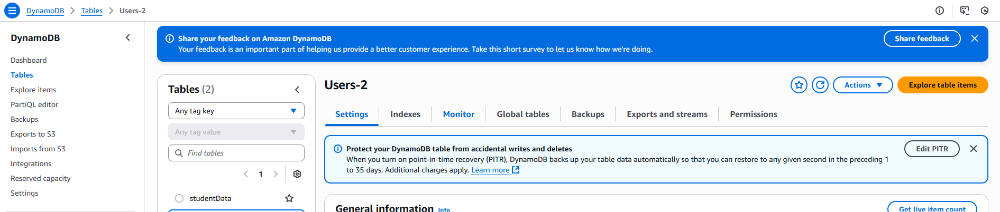 DynamoDB > Tables > Users-2
DynamoDB
Dashboard
Tables
Explore items
PartiQL editor
Backups
Exports to S3
Imports from S3
Integrations
Reserved capacity
Settings
Share your feedback on Amazon DynamoDB
Your feedback is an important part of helping us provide a better customer experience. Take this short survey to let us know how we're doing.
Share feedback
Tables (2)
Any tag key
Any tag value
Find tables
1
studentData
Users-2
Actions
Explore table items
Settings
Indexes
Monitor
Global tables
Backups
Exports and streams
Permissions
Protect your DynamoDB table from accidental writes and deletes
When you turn on point-in-time recovery (PITR), DynamoDB backs up your table data automatically so that you can restore to any given second in the preceding 1
to 35 days. Additional charges apply. Learn more
Edit PITR
General information Info
Get live item count